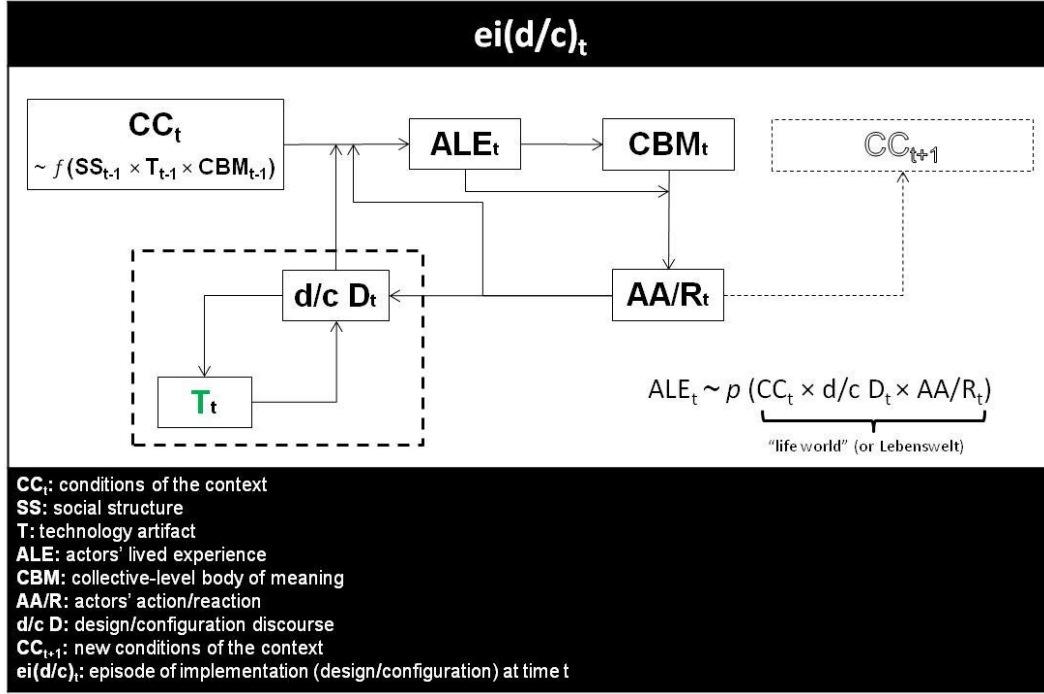 ei(d/c)t
CCt
~ f(SSt-1 × Tt-1 × CBMt-1)
ALEt
CBMt
CCt+1
d/c Dt
AA/Rt
Tt
ALEt ~ p (CCt × d/c Dt × AA/Rt)
“life world” (or Lebenswelt)
CCt: conditions of the context
SS: social structure
T: technology artifact
ALE: actors’ lived experience
CBM: collective-level body of meaning
AA/R: actors’ action/reaction
d/c D: design/configuration discourse
CCt+1: new conditions of the context
ei(d/c)t: episode of implementation (design/configuration) at time t